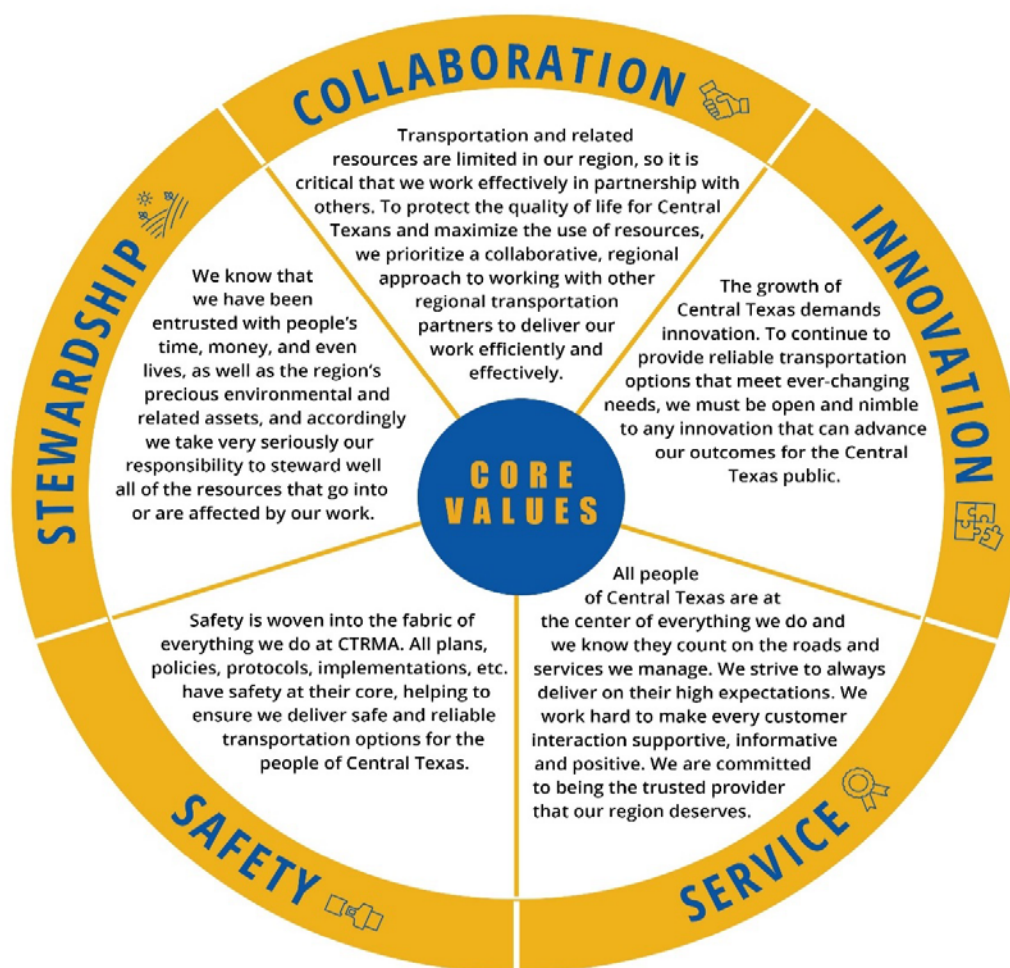 COLLABORATION
Transportation and related
resources are limited in our region, so it is
critical that we work effectively in partnership with
others. To protect the quality of life for Central
Texans and maximize the use of resources,
we prioritize a collaborative, regional
approach to working with other
regional transportation
partners to deliver our
work efficiently and
effectively.
INNOVATION
The growth of
Central Texas demands
innovation. To continue to
provide reliable transportation
options that meet ever-changing
needs, we must be open and nimble
to any innovation that can advance
our outcomes for the Central
Texas public.
SERVICE
All people
of Central Texas are at
the center of everything we do and
we know they count on the roads and
services we manage. We strive to always
deliver on their high expectations. We
work hard to make every customer
interaction supportive, informative
and positive. We are committed
to being the trusted provider
that our region deserves.
SAFETY
Safety is woven into the fabric of
everything we do at CTRMA. All plans,
policies, protocols, implementations, etc.
have safety at their core, helping to
ensure we deliver safe and reliable
transportation options for the
people of Central Texas.
STEWARDSHIP
We know that
we have been
entrusted with people's
time, money, and even
lives, as well as the region's
precious environmental and
related assets, and accordingly
we take very seriously our
responsibility to steward well
all of the resources that go into
or are affected by our work.
CORE
VALUES